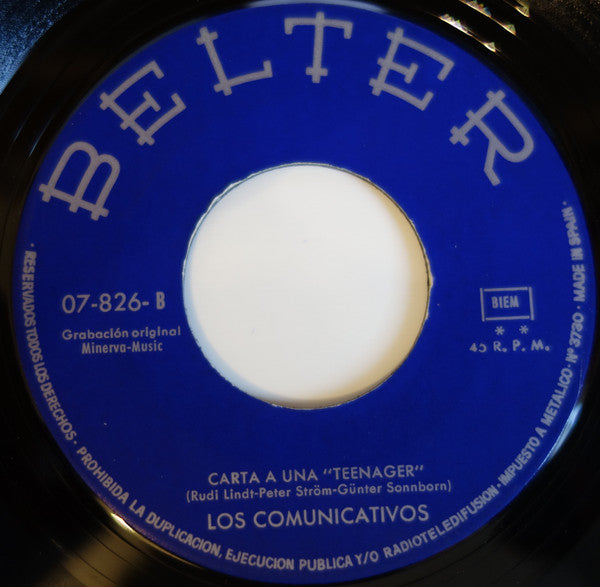 BELTER
07-826-B
Grabación original
Minerva-Music
BIEM
* *
45 R. P. M.
CARTA A UNA "TEENAGER"
(Rudi Lindt-Peter Ström-Günter Sonnborn)
LOS COMUNICATIVOS
· RESERVADOS TODOS LOS DERECHOS · PROHIBIDA LA DUPLICACION, EJECUCION PUBLICA Y/O RADIOTELEDIFUSION · IMPUESTO A METALICO · Nº 3730 · MADE IN SPAIN ·